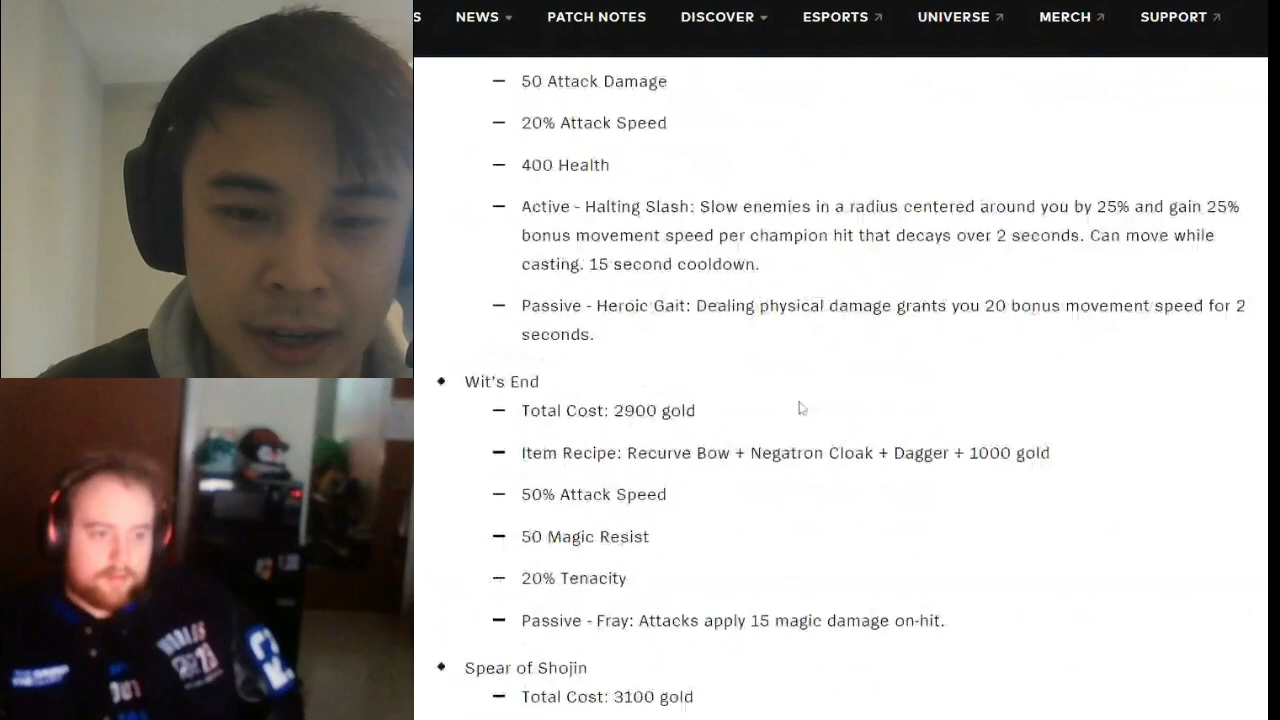 S NEWS PATCH NOTES DISCOVER ESPORTS UNIVERSE MERCH SUPPORT
– 50 Attack Damage
– 20% Attack Speed
– 400 Health
– Active - Halting Slash: Slow enemies in a radius centered around you by 25% and gain 25%
bonus movement speed per champion hit that decays over 2 seconds. Can move while
casting. 15 second cooldown.
– Passive - Heroic Gait: Dealing physical damage grants you 20 bonus movement speed for 2
seconds.
◆ Wit’s End
– Total Cost: 2900 gold
– Item Recipe: Recurve Bow + Negatron Cloak + Dagger + 1000 gold
– 50% Attack Speed
– 50 Magic Resist
– 20% Tenacity
– Passive - Fray: Attacks apply 15 magic damage on-hit.
◆ Spear of Shojin
– Total Cost: 3100 gold